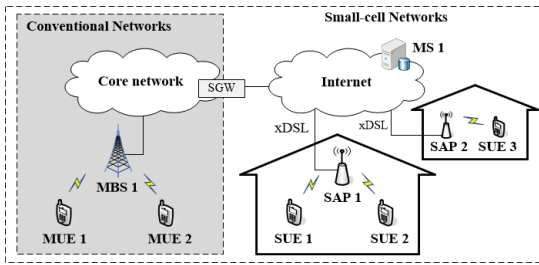 Small-cell Networks
Conventional Networks
MS 1
Core network
SGW
Internet
xDSL
xDSL
SAP 2
SUE 3
MBS 1
SAP 1
MUE 1
MUE 2
SUE 1
SUE 2